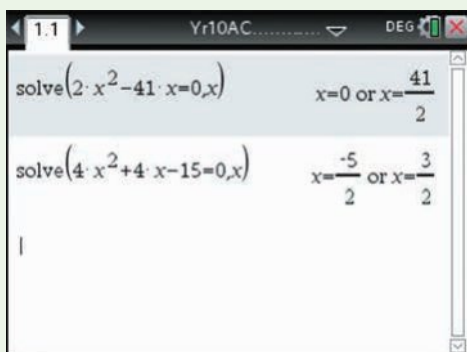 1.1 Yr10AC............ DEG
solve(2·x²−41·x=0,x) x=0 or x=41/2
solve(4·x²+4·x−15=0,x) x=-5/2 or x=3/2